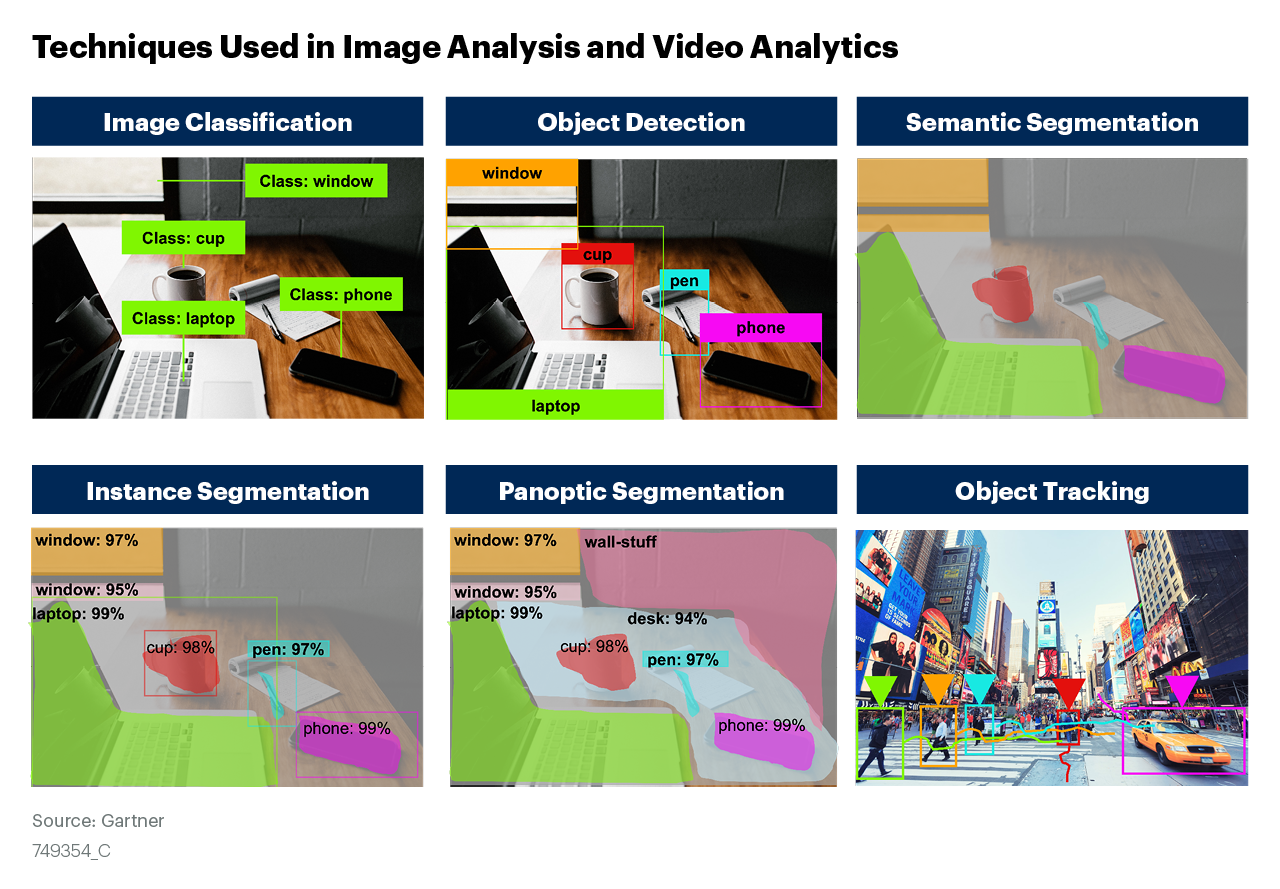 Techniques Used in Image Analysis and Video Analytics
Image Classification
Class: window
Class: cup
Class: phone
Class: laptop
Object Detection
window
cup
pen
phone
laptop
Semantic Segmentation
Instance Segmentation
window: 97%
window: 95%
laptop: 99%
cup: 98%
pen: 97%
phone: 99%
Panoptic Segmentation
window: 97%
wall-stuff
window: 95%
laptop: 99%
desk: 94%
cup: 98%
pen: 97%
phone: 99%
Object Tracking
Source: Gartner
749354_C